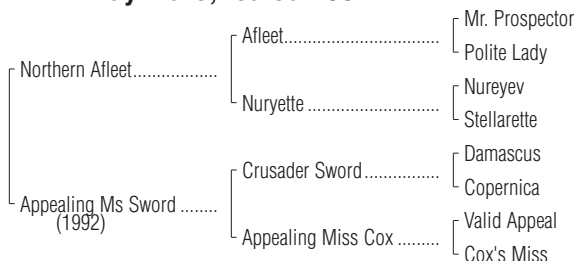 Mr. Prospector
Afleet
Polite Lady
Northern Afleet
Nureyev
Nuryette
Stellarette
Damascus
Crusader Sword
Copernica
Appealing Ms Sword
(1992)
Valid Appeal
Appealing Miss Cox
Cox's Miss